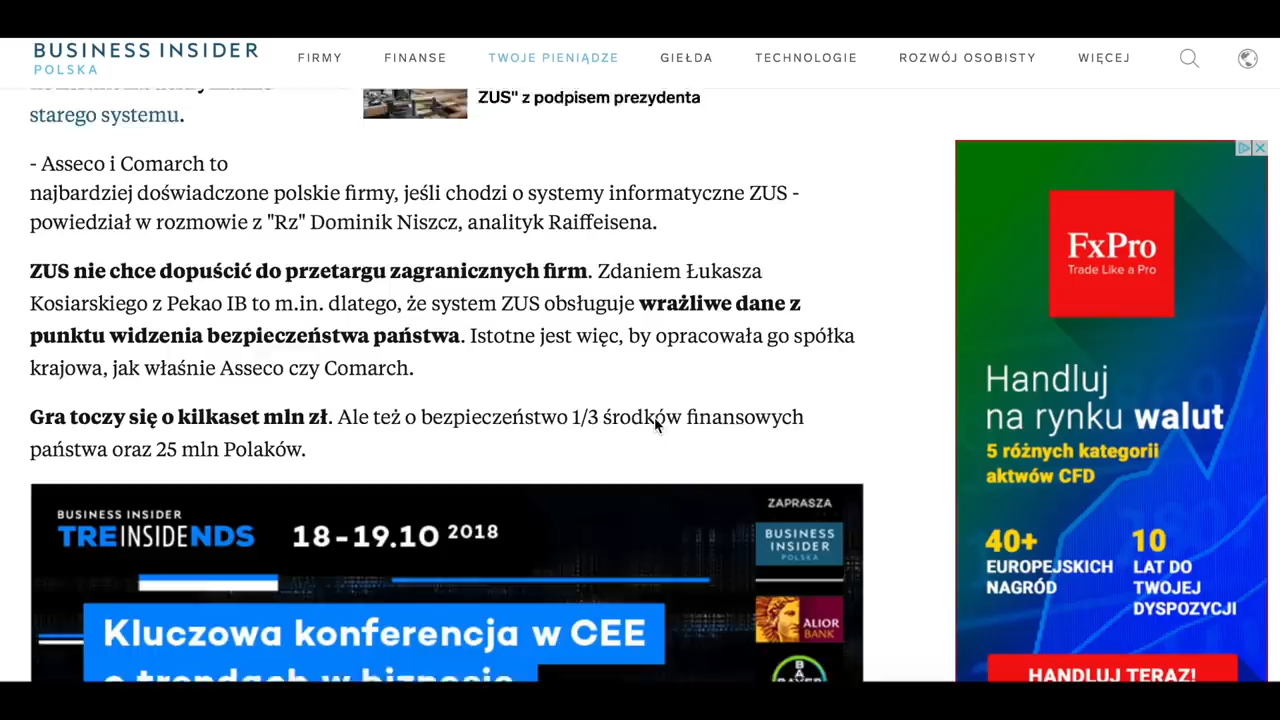 BUSINESS INSIDER
POLSKA
FIRMY
FINANSE
TWOJE PIENIĄDZE
GIEŁDA
TECHNOLOGIE
ROZWÓJ OSOBISTY
WIĘCEJ
starego systemu.
ZUS" z podpisem prezydenta
- Asseco i Comarch to
najbardziej doświadczone polskie firmy, jeśli chodzi o systemy informatyczne ZUS -
powiedział w rozmowie z "Rz" Dominik Niszcz, analityk Raiffeisena.
ZUS nie chce dopuścić do przetargu zagranicznych firm. Zdaniem Łukasza
Kosiarskiego z Pekao IB to m.in. dlatego, że system ZUS obsługuje wrażliwe dane z
punktu widzenia bezpieczeństwa państwa. Istotne jest więc, by opracowała go spółka
krajowa, jak właśnie Asseco czy Comarch.
Gra toczy się o kilkaset mln zł. Ale też o bezpieczeństwo 1/3 środków finansowych
państwa oraz 25 mln Polaków.
BUSINESS INSIDER
TREINSIDENDS
18-19.10 2018
ZAPRASZA
BUSINESS
INSIDER
POLSKA
ALIOR
BANK
BAYER
Kluczowa konferencja w CEE
o trendach w biznesie
FxPro
Trade Like a Pro
Handluj
na rynku walut
5 różnych kategorii
aktwów CFD
40+
EUROPEJSKICH
NAGRÓD
10
LAT DO
TWOJEJ
DYSPOZYCJI
HANDLUJ TERAZ!